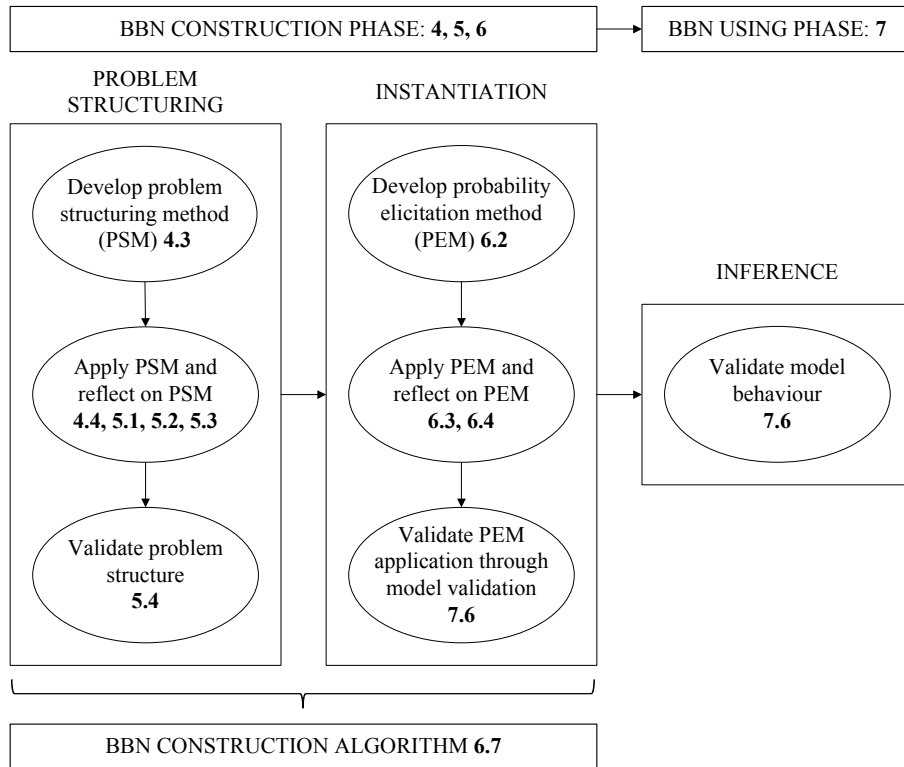 BBN CONSTRUCTION PHASE: 4, 5, 6
BBN USING PHASE: 7
PROBLEM
STRUCTURING
Develop problem
structuring method
(PSM) 4.3
Apply PSM and
reflect on PSM
4.4, 5.1, 5.2, 5.3
Validate problem
structure
5.4
INSTANTIATION
Develop probability
elicitation method
(PEM) 6.2
Apply PEM and
reflect on PEM
6.3, 6.4
Validate PEM
application through
model validation
7.6
INFERENCE
Validate model
behaviour
7.6
BBN CONSTRUCTION ALGORITHM 6.7